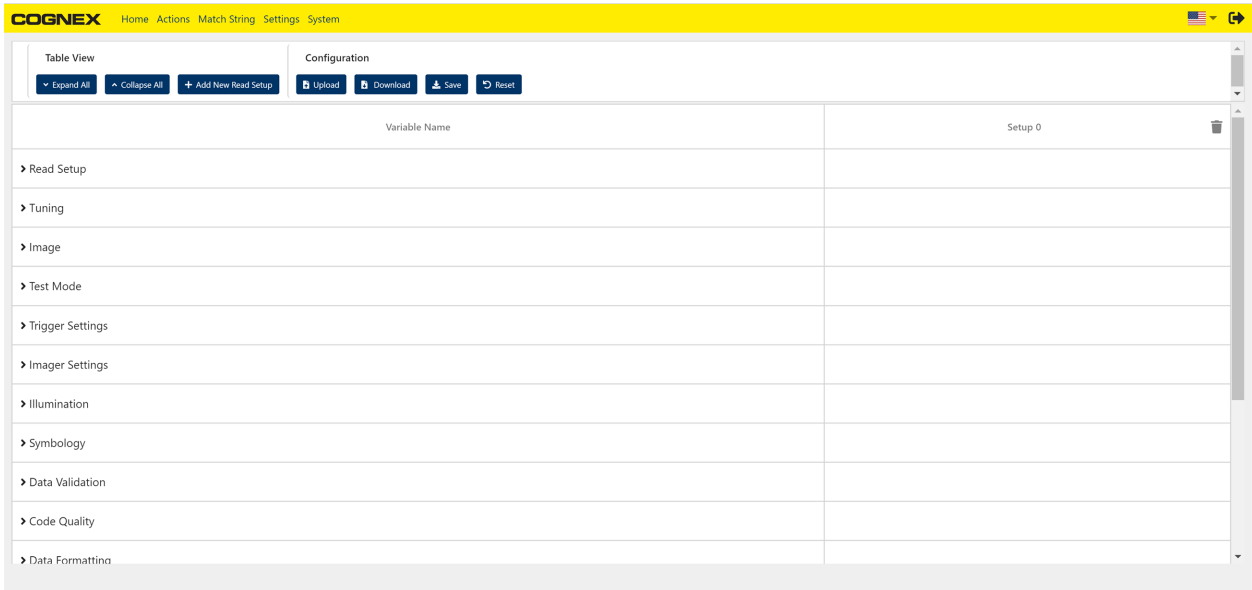 COGNEX Home Actions Match String Settings System
Table View Configuration
Expand All Collapse All Add New Read Setup Upload Download Save Reset
Variable Name Setup 0
Read Setup
Tuning
Image
Test Mode
Trigger Settings
Imager Settings
Illumination
Symbology
Data Validation
Code Quality
Data Formatting